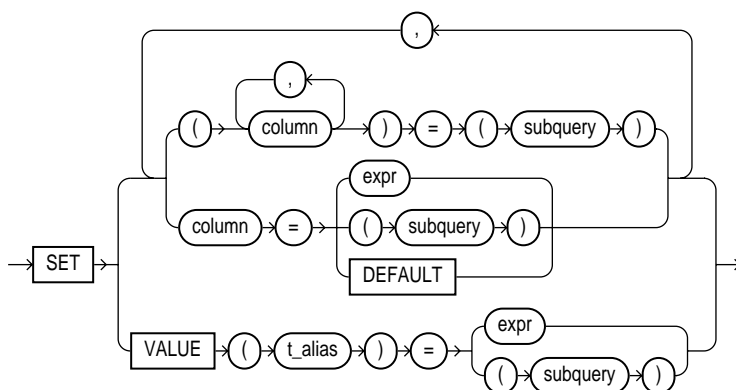 ,
,
( column ) = ( subquery )
expr
column = ( subquery )
DEFAULT
SET
VALUE ( t_alias ) = expr
( subquery )